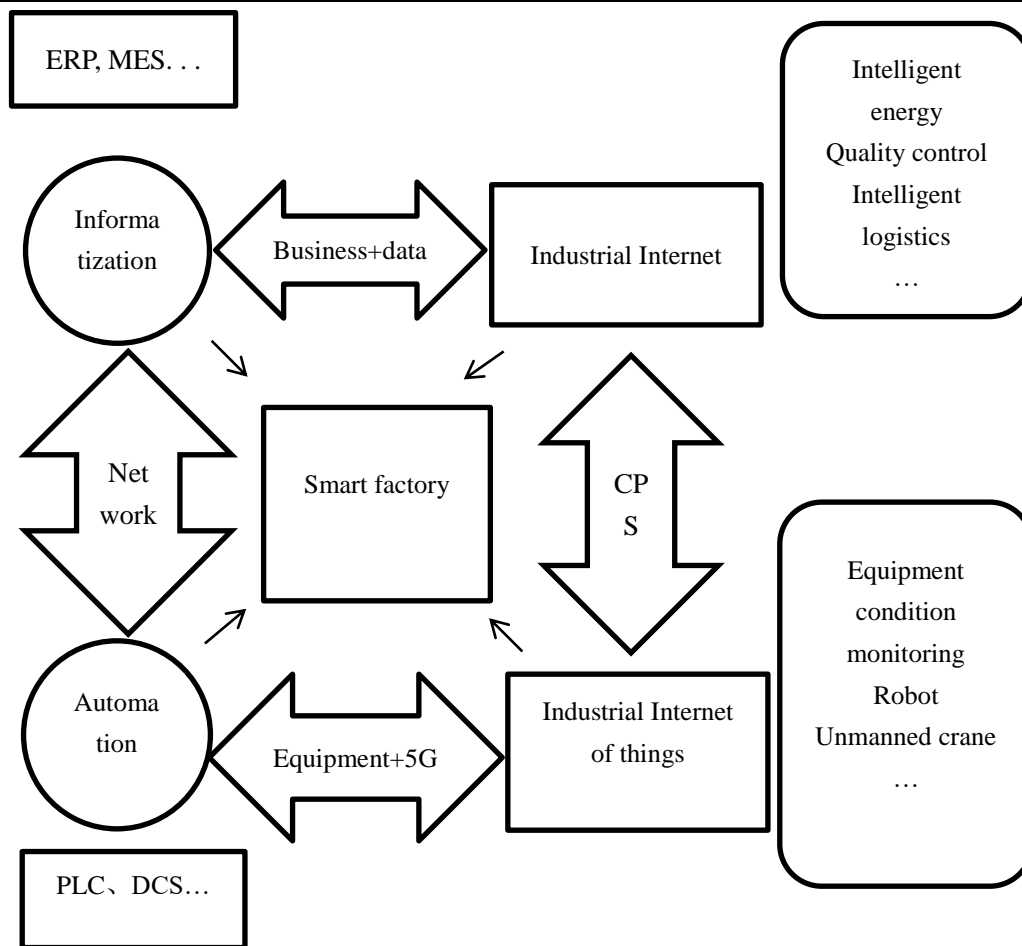 ERP, MES. . .
Intelligent
energy
Quality control
Intelligent
logistics
…
Informa
tization
Business+data
Industrial Internet
Net
work
Smart factory
CP
S
Equipment
condition
monitoring
Robot
Unmanned crane
…
Automa
tion
Equipment+5G
Industrial Internet
of things
PLC、DCS…